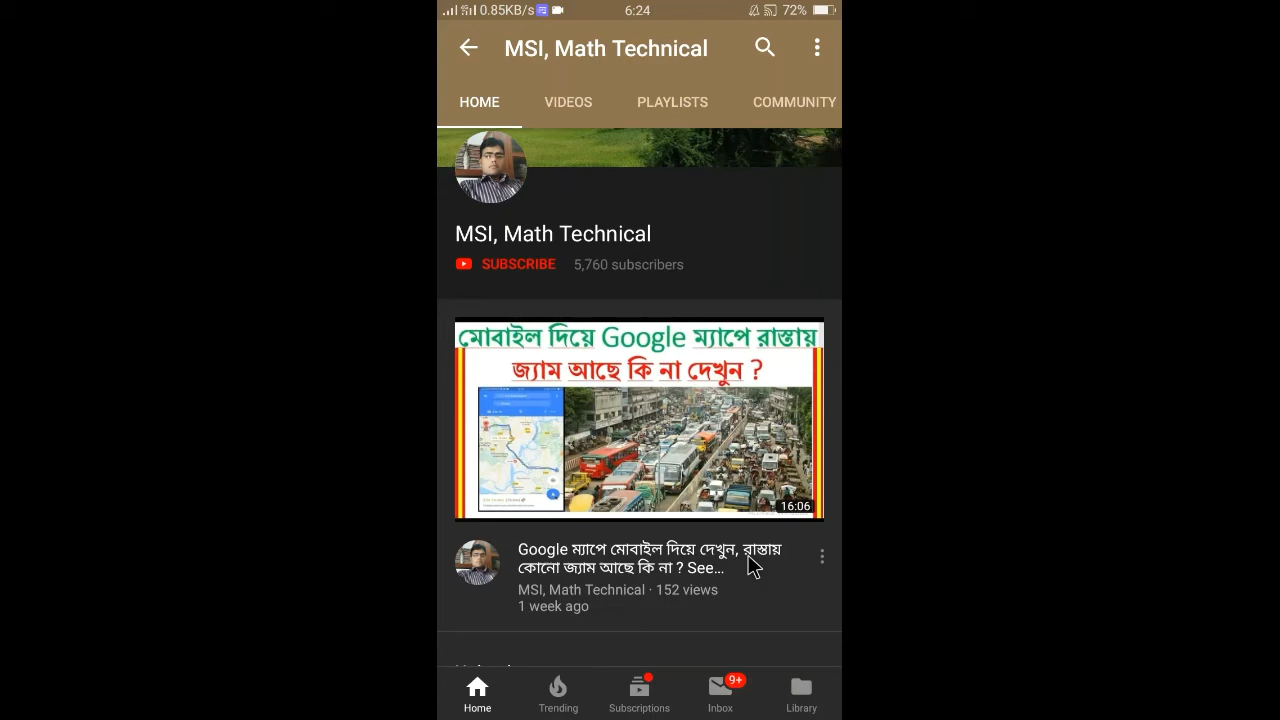 0.85KB/s 6:24 72%
MSI, Math Technical
HOME VIDEOS PLAYLISTS COMMUNITY
MSI, Math Technical
SUBSCRIBE 5,760 subscribers
মোবাইল দিয়ে Google ম্যাপে রাস্তায়
জ্যাম আছে কি না দেখুন ?
16:06
Google ম্যাপে মোবাইল দিয়ে দেখুন, রাস্তায়
কোনো জ্যাম আছে কি না ? See...
MSI, Math Technical · 152 views
1 week ago
9+
Home Trending Subscriptions Inbox Library